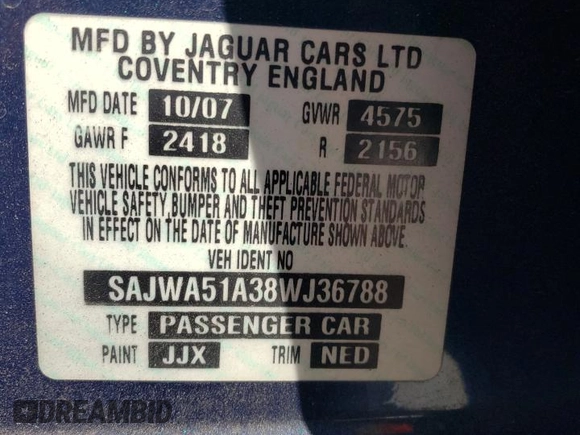 MFD BY JAGUAR CARS LTD
COVENTRY ENGLAND
MFD DATE 10/07 GVWR 4575
GAWR F 2418 R 2156
THIS VEHICLE CONFORMS TO ALL APPLICABLE FEDERAL MOTOR
VEHICLE SAFETY, BUMPER AND THEFT PREVENTION STANDARDS
IN EFFECT ON THE DATE OF MANUFACTURE SHOWN ABOVE.
VEH IDENT NO
SAJWA51A38WJ36788
TYPE PASSENGER CAR
PAINT JJX TRIM NED
DREAMBID